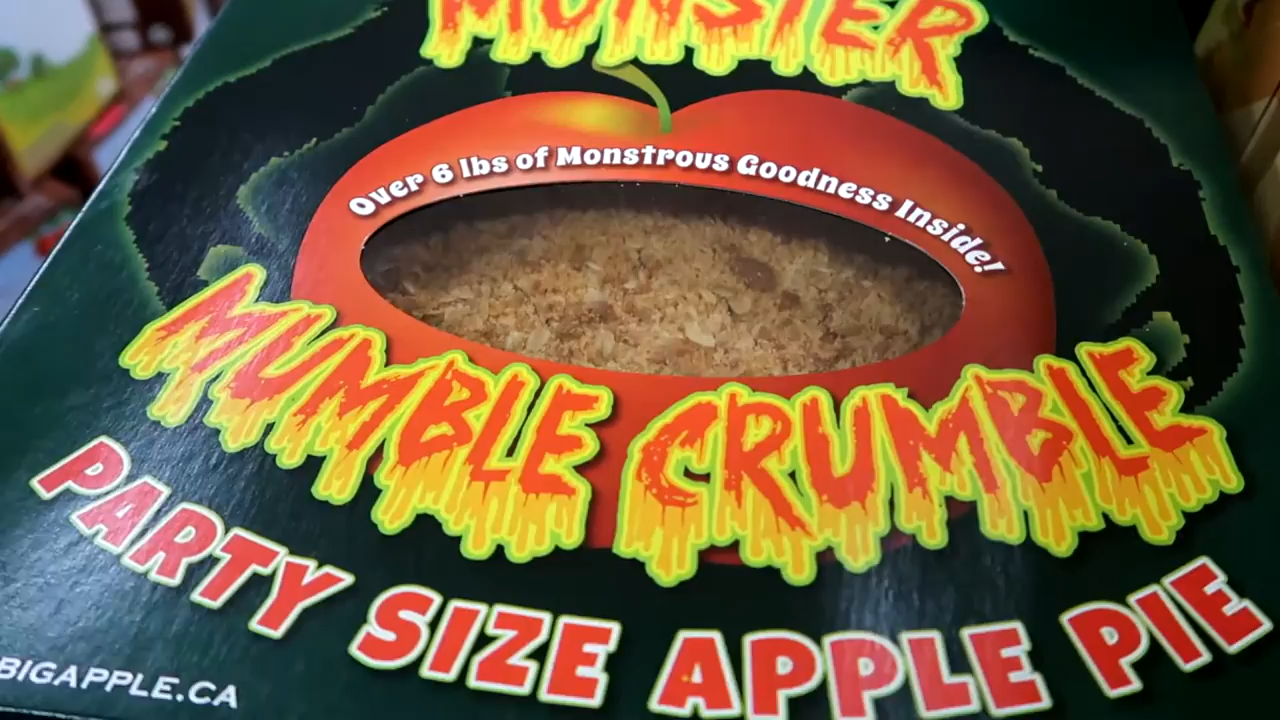 MONSTER
Over 6 lbs of Monstrous Goodness Inside!
MUMBLE CRUMBLE
PARTY SIZE APPLE PIE
BIGAPPLE.CA